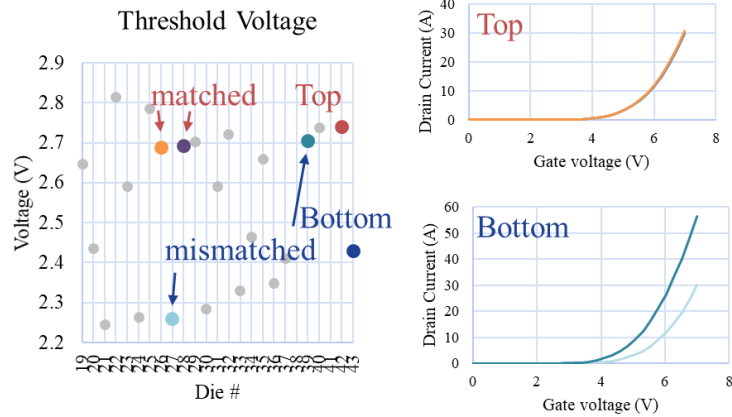 Threshold Voltage
Voltage (V)
2.9
2.8
2.7
2.6
2.5
2.4
2.3
2.2
matched
Top
Bottom
mismatched
19 20 21 22 23 24 25 26 27 28 29 30 31 32 33 34 35 36 37 38 39 40 41 42 43
Die #
Top
Drain Current (A)
40
30
20
10
0
0 2 4 6 8
Gate voltage (V)
Bottom
Drain Current (A)
60
50
40
30
20
10
0
0 2 4 6 8
Gate voltage (V)